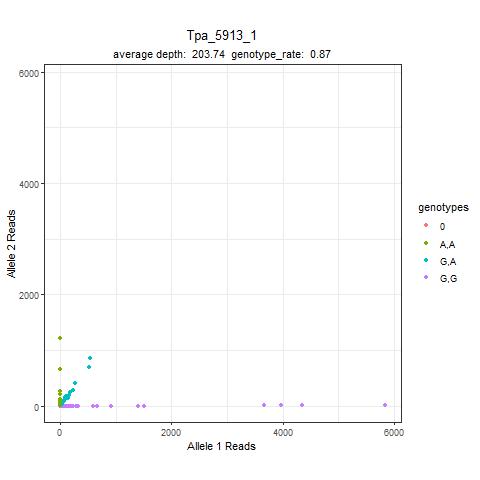 Tpa_5913_1
average depth:  203.74  genotype_rate:  0.87
6000
4000
2000
0
Allele 2 Reads
0
2000
4000
6000
Allele 1 Reads
genotypes
0
A,A
G,A
G,G